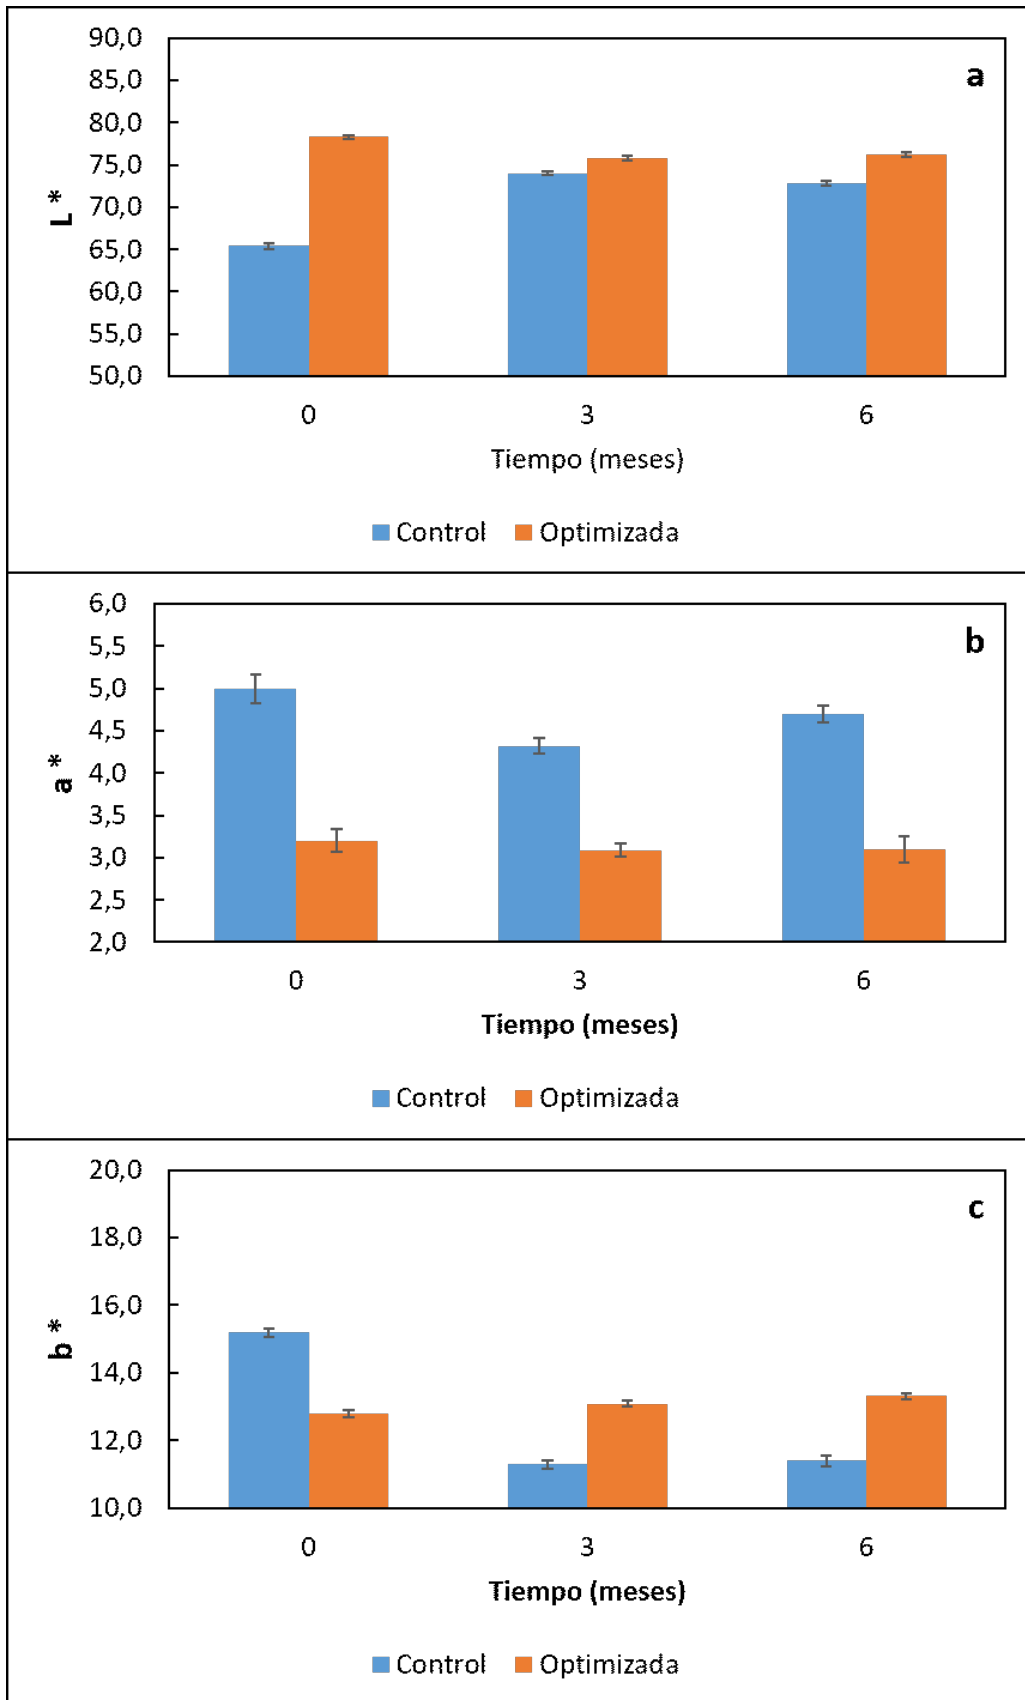 90,0
a
85,0
80,0
75,0
70,0
65,0
60,0
55,0
50,0
L *
0 3 6
Tiempo (meses)
Control Optimizada
6,0
b
5,5
5,0
4,5
4,0
3,5
3,0
2,5
2,0
a *
0 3 6
Tiempo (meses)
Control Optimizada
20,0
c
18,0
16,0
14,0
12,0
10,0
b *
0 3 6
Tiempo (meses)
Control Optimizada